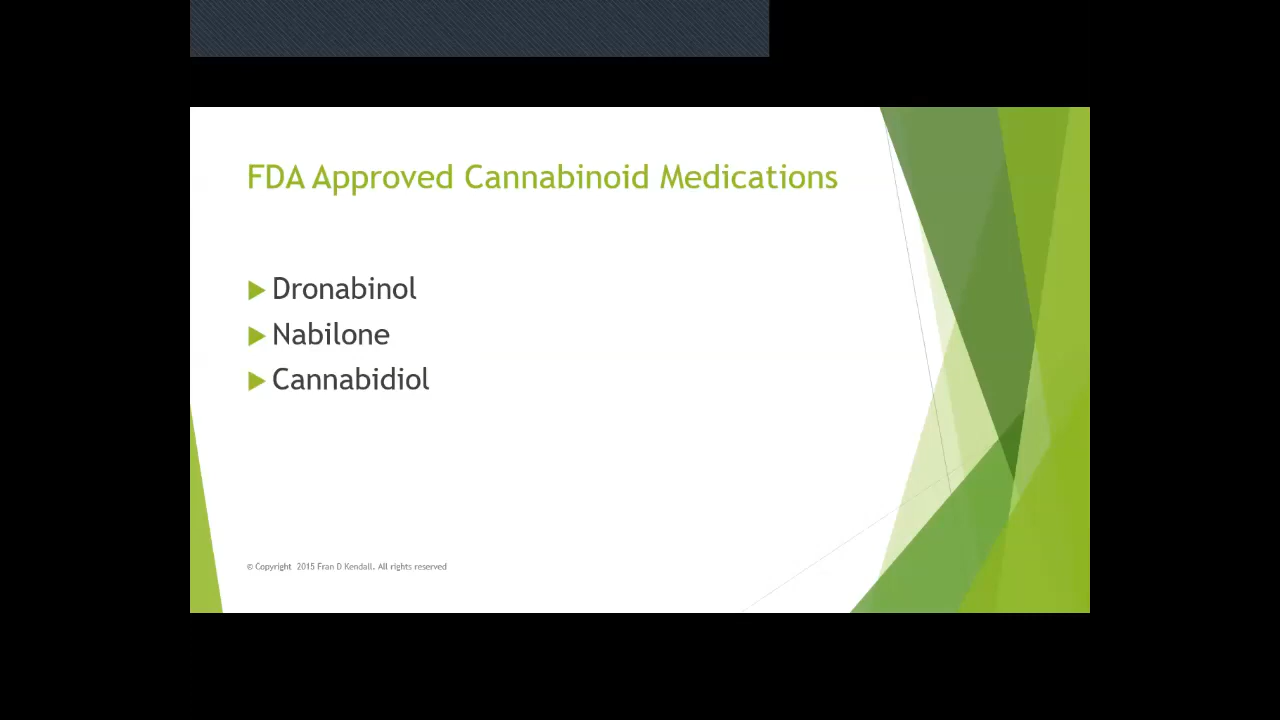 FDA Approved Cannabinoid Medications
Dronabinol
Nabilone
Cannabidiol
© Copyright 2015 Fran D Kendall. All rights reserved